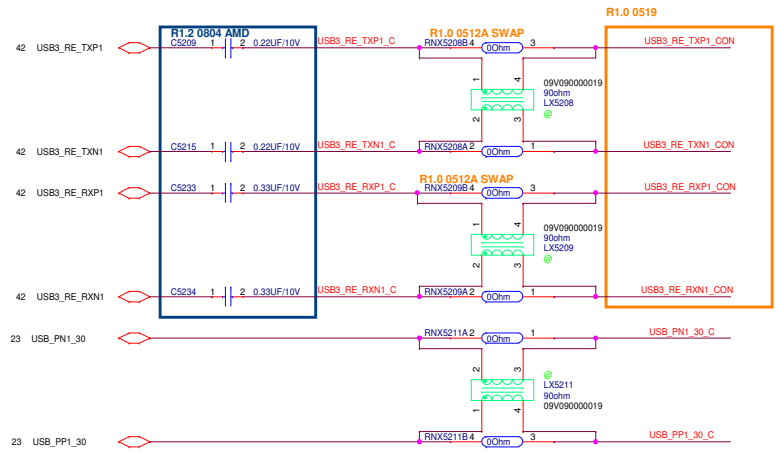 R1.0 0519
R1.2 0804 AMD
R1.0 0512A SWAP
42 USB3_RE_TXP1 C5209 1 2 0.22UF/10V USB3_RE_TXP1_C RNX5208B 4 0Ohm 3 USB3_RE_TXP1_CON
1 4
09V090000019
90ohm
LX5208
@
2 3
42 USB3_RE_TXN1 C5215 1 2 0.22UF/10V USB3_RE_TXN1_C RNX5208A 2 0Ohm 1 USB3_RE_TXN1_CON
R1.0 0512A SWAP
42 USB3_RE_RXP1 C5233 1 2 0.33UF/10V USB3_RE_RXP1_C RNX5209B 4 0Ohm 3 USB3_RE_RXP1_CON
1 4
09V090000019
90ohm
LX5209
@
2 3
42 USB3_RE_RXN1 C5234 1 2 0.33UF/10V USB3_RE_RXN1_C RNX5209A 2 0Ohm 1 USB3_RE_RXN1_CON
23 USB_PN1_30 RNX5211A 2 0Ohm 1 USB_PN1_30_C
2 3
@
LX5211
90ohm
09V090000019
1 4
23 USB_PP1_30 RNX5211B 4 0Ohm 3 USB_PP1_30_C